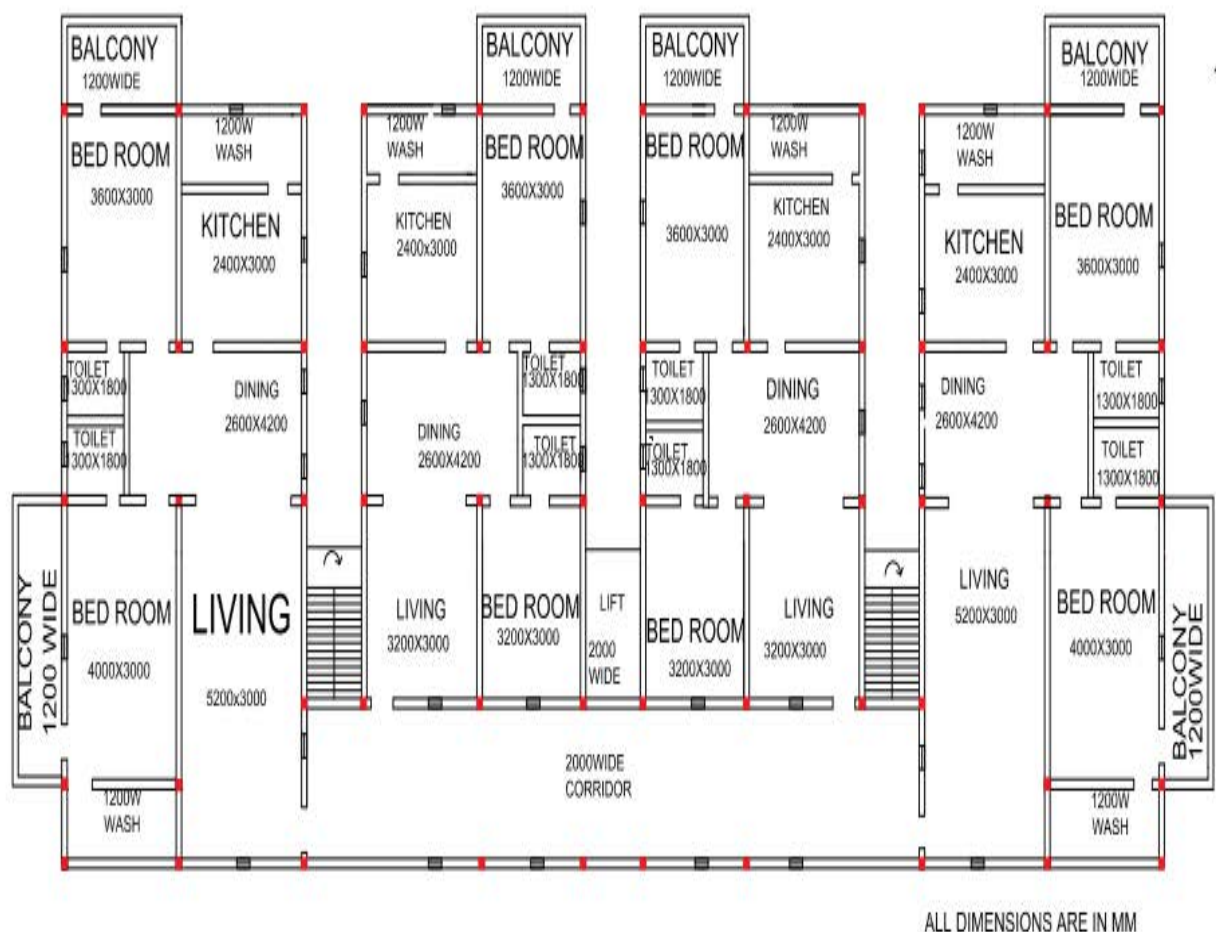 BALCONY
1200WIDE
BALCONY
1200WIDE
BALCONY
1200WIDE
BALCONY
1200WIDE
BED ROOM
3600X3000
1200W
WASH
1200W
WASH
BED ROOM
3600X3000
BED ROOM
3600X3000
1200W
WASH
1200W
WASH
BED ROOM
3600X3000
KITCHEN
2400X3000
KITCHEN
2400x3000
KITCHEN
2400X3000
KITCHEN
2400X3000
TOILET
1300X1800
TOILET
1300X1800
DINING
2600X4200
DINING
2600X4200
TOILET
1300X1800
TOILET
1300X1800
TOILET
1300X1800
TOILET
1300X1800
DINING
2600X4200
DINING
2600X4200
TOILET
1300X1800
TOILET
1300X1800
BALCONY
1200 WIDE
BED ROOM
4000X3000
LIVING
5200x3000
LIVING
3200X3000
BED ROOM
3200X3000
LIFT
2000
WIDE
BED ROOM
3200X3000
LIVING
3200X3000
LIVING
5200X3000
BED ROOM
4000X3000
BALCONY
1200WIDE
1200W
WASH
2000WIDE
CORRIDOR
1200W
WASH
ALL DIMENSIONS ARE IN MM